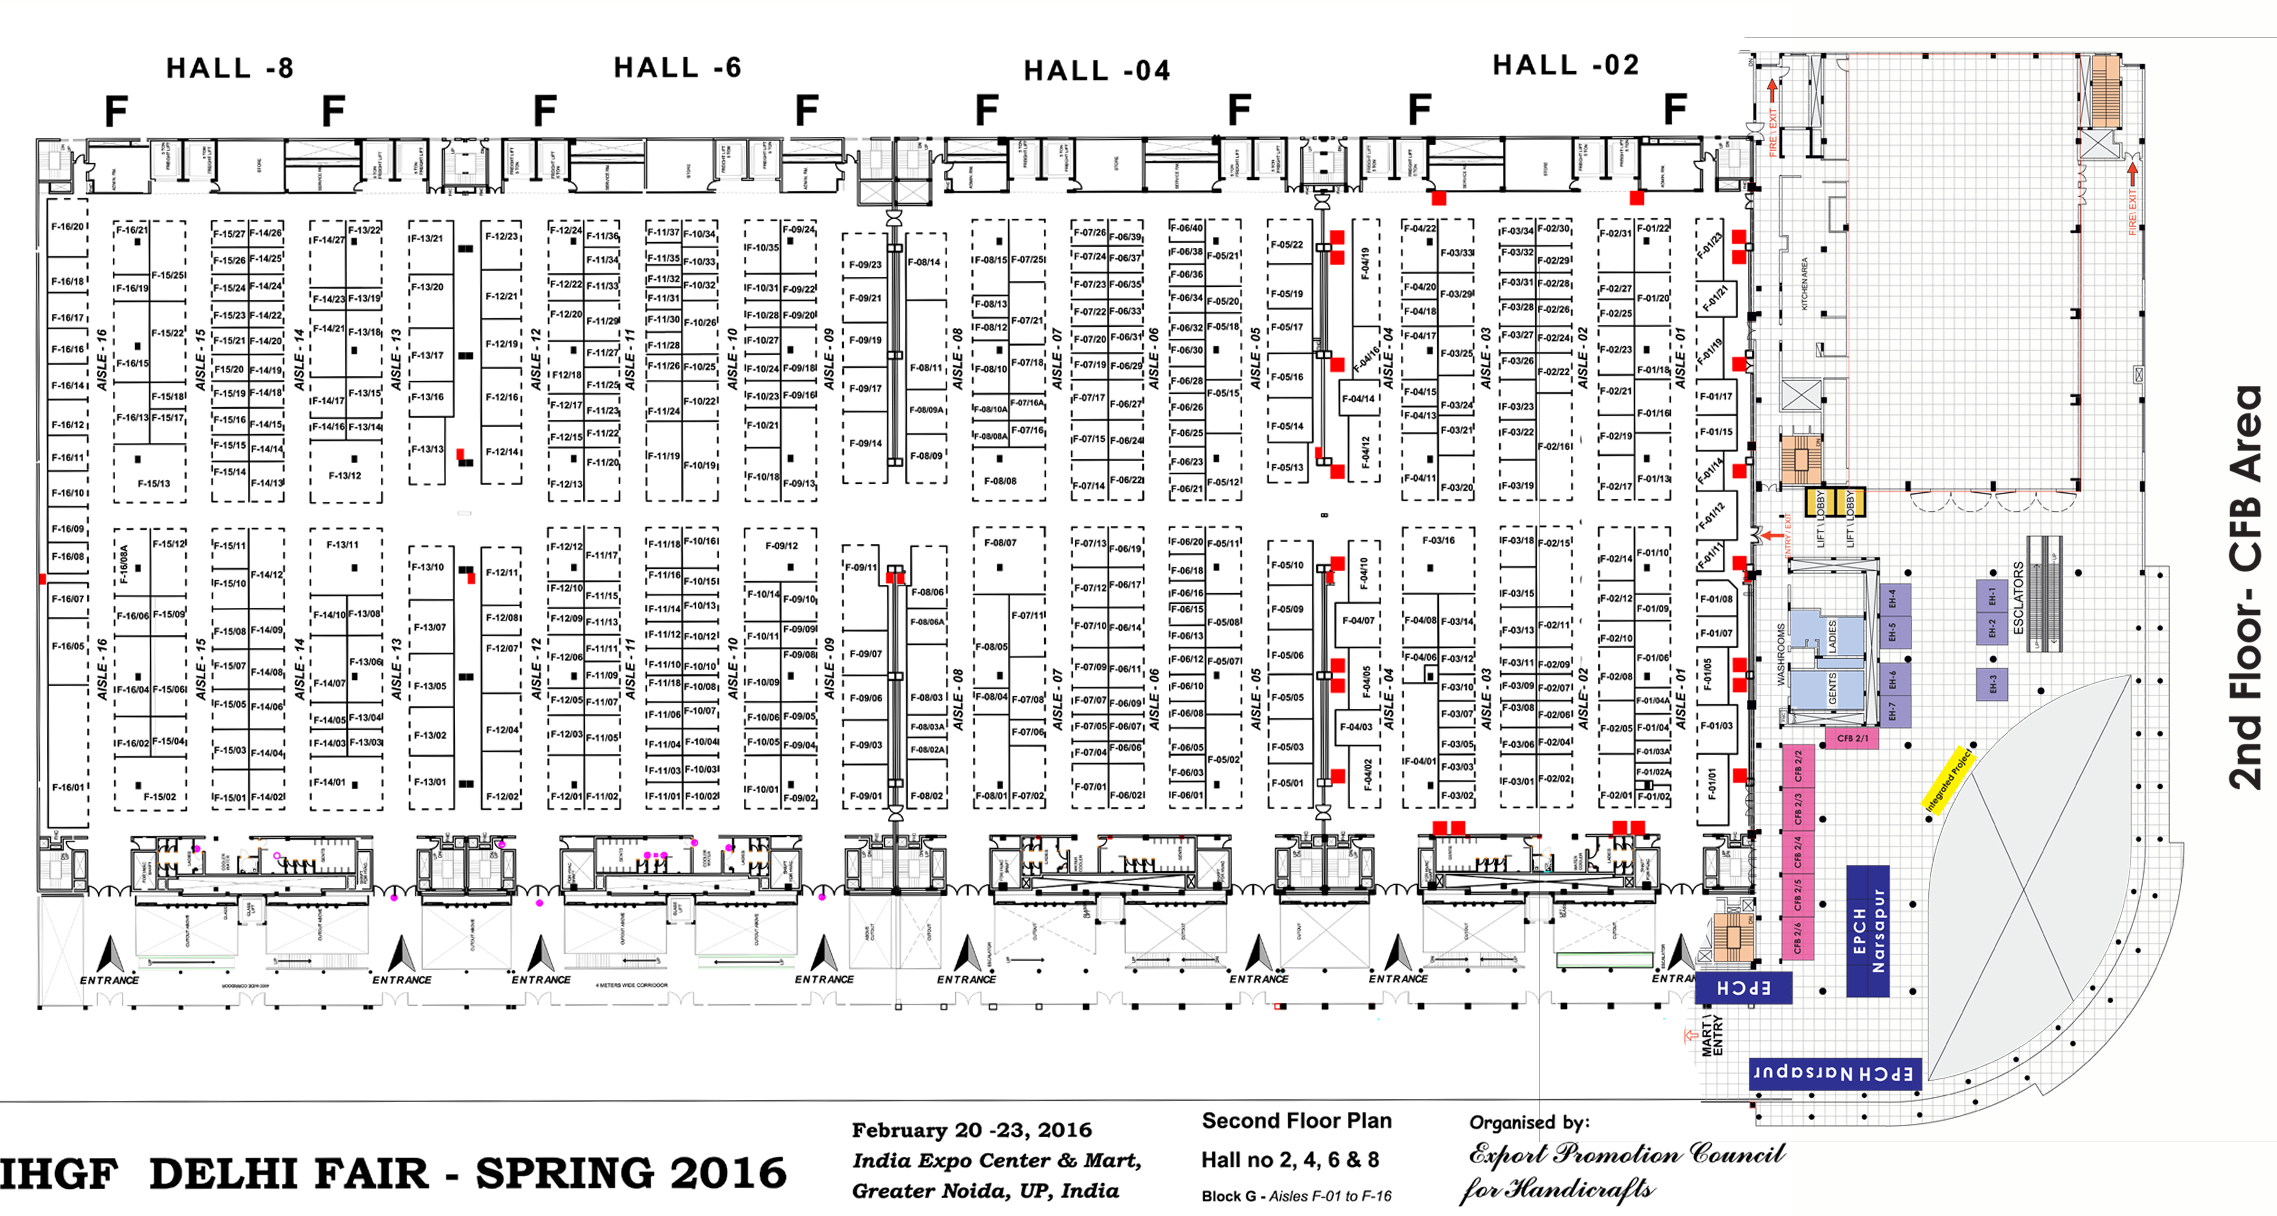 HALL -8
HALL -6
HALL -04
HALL -02
F
F
F
F
F
F
F
F
F-16/20
F-16/18
F-16/17
F-16/16
F-16/14
F-16/12
F-16/11
F-16/10
F-16/09
F-16/08
F-16/07
F-16/05
F-16/01
AISLE - 16
F-16/21
F-16/19
F-15/25
F-15/22
F-16/15
F-15/18
F-16/13
F-15/17
F-15/13
F-16/08A
F-15/12
F-16/06
F-15/09
F-16/04
F-15/06
F-16/02
F-15/04
F-15/02
AISLE - 16
AISLE - 15
F-15/27
F-14/26
F-15/26
F-14/25
F-15/24
F-14/24
F-15/23
F-14/22
F-15/21
F-14/20
F15/20
F-14/19
F-15/19
F-14/18
F-15/16
F-14/15
F-15/15
F-14/14
F-15/14
F-14/13
F-15/11
F-14/12
F-15/10
F-15/08
F-14/09
F-15/07
F-14/08
F-15/05
F-14/06
F-15/03
F-14/04
F-15/01
F-14/02
AISLE - 15
AISLE - 14
F-14/27
F-13/22
F-14/23
F-13/19
F-14/21
F-13/18
F-14/17
F-13/15
F-14/16
F-13/14
F-13/12
F-13/11
F-14/10
F-13/08
F-13/06
F-14/07
F-14/05
F-13/04
F-14/03
F-13/03
F-14/01
AISLE - 14
AISLE - 13
F-13/21
F-13/20
F-13/17
F-13/16
F-13/13
F-13/10
F-13/07
F-13/05
F-13/02
F-13/01
AISLE - 13
F-12/23
F-12/21
F-12/19
F-12/16
F-12/14
F-12/11
F-12/08
F-12/07
F-12/04
F-12/02
AISLE - 12
AISLE - 12
F-12/24
F-11/36
F-11/34
F-12/22
F-11/33
F-12/20
F-11/29
F-11/27
F12/18
F-11/25
F-12/17
F-11/23
F-12/15
F-11/22
F-11/20
F-12/13
F-12/12
F-11/17
F-12/10
F-11/15
F-12/09
F-11/13
F-12/06
F-11/11
F-11/09
F-12/05
F-11/07
F-12/03
F-11/05
F-12/01
F-11/02
AISLE - 11
AISLE - 11
F-11/37
F-10/34
F-11/35
F-10/33
F-11/32
F-10/32
F-11/31
F-11/30
F-10/26
F-11/28
F-11/26
F-10/25
F-11/24
F-10/22
F-11/19
F-10/19
F-11/18
F-10/16
F-11/16
F-10/15
F-11/14
F-10/13
F-11/12
F-10/12
F-11/10
F-10/10
F-11/18
F-10/08
F-11/06
F-10/07
F-11/04
F-10/04
F-11/03
F-10/03
F-11/01
F-10/02
AISLE - 10
AISLE - 10
F-09/24
F-10/35
F-10/31
F-09/22
F-10/28
F-09/20
F-10/27
F-10/24
F-09/18
F-10/23
F-09/16
F-10/21
F-10/18
F-09/13
F-09/12
F-10/14
F-09/10
F-10/11
F-09/09
F-09/08
F-10/09
F-10/06
F-09/05
F-10/05
F-09/04
F-10/01
F-09/02
AISLE - 09
AISLE - 09
F-09/23
F-09/21
F-09/19
F-09/17
F-09/14
F-09/11
F-09/07
F-09/06
F-09/03
F-09/01
F-08/14
F-08/11
F-08/09A
F-08/09
F-08/06
F-08/06A
F-08/03
F-08/03A
F-08/02A
F-08/02
AISLE - 08
AISLE - 08
F-08/15
F-07/25
F-08/13
F-08/12
F-07/21
F-08/10
F-07/18
F-08/10A
F-07/16A
F-08/08A
F-07/16
F-08/08
F-08/07
F-07/11
F-08/05
F-08/04
F-07/08
F-07/06
F-08/01
F-07/02
AISLE - 07
AISLE - 07
F-07/26
F-06/39
F-07/24
F-06/37
F-07/23
F-06/35
F-07/22
F-06/33
F-07/20
F-06/31
F-07/19
F-06/29
F-07/17
F-06/27
F-07/15
F-06/24
F-07/14
F-06/22
F-07/13
F-06/19
F-07/12
F-06/17
F-07/10
F-06/14
F-07/09
F-06/11
F-07/07
F-06/09
F-07/05
F-06/07
F-07/04
F-06/06
F-07/01
F-06/02
AISLE - 06
AISLE - 06
F-06/40
F-06/38
F-05/21
F-06/36
F-06/34
F-05/20
F-06/32
F-05/18
F-06/30
F-06/28
F-05/15
F-06/26
F-06/25
F-06/23
F-06/21
F-05/12
F-06/20
F-05/11
F-06/18
F-06/16
F-06/15
F-05/08
F-06/13
F-06/12
F-05/07
F-06/10
F-06/08
F-06/05
F-05/02
F-06/03
F-06/01
AISLE - 05
AISLE - 05
F-05/22
F-05/19
F-05/17
F-05/16
F-05/14
F-05/13
F-05/10
F-05/09
F-05/06
F-05/05
F-05/03
F-05/01
F-04/19
F-04/16
F-04/14
F-04/12
F-04/10
F-04/07
F-04/05
F-04/03
F-04/02
AISLE - 04
AISLE - 04
F-04/22
F-03/33
F-04/20
F-03/29
F-04/18
F-04/17
F-03/25
F-04/15
F-03/24
F-04/13
F-03/21
F-04/11
F-03/20
F-03/16
F-04/08
F-03/14
F-04/06
F-03/12
F-03/10
F-03/07
F-03/05
F-04/01
F-03/03
F-03/02
AISLE - 03
AISLE - 03
F-03/34
F-02/30
F-03/32
F-02/29
F-03/31
F-02/28
F-03/28
F-02/26
F-03/27
F-02/24
F-03/26
F-02/22
F-03/23
F-03/22
F-02/16
F-03/19
F-03/18
F-02/15
F-03/15
F-03/13
F-02/11
F-03/11
F-02/09
F-03/09
F-02/07
F-03/08
F-02/06
F-03/06
F-02/04
F-03/01
F-02/02
AISLE - 02
AISLE - 02
F-02/31
F-01/22
F-02/27
F-01/20
F-02/25
F-02/23
F-01/18
F-02/21
F-01/16
F-02/19
F-01/13
F-02/17
F-02/14
F-01/10
F-02/12
F-01/09
F-02/10
F-01/06
F-02/08
F-01/04A
F-02/05
F-01/04
F-01/03A
F-01/02A
F-02/01
F-01/02
AISLE - 01
AISLE - 01
F-01/23
F-01/21
F-01/19
F-01/17
F-01/15
F-01/14
F-01/12
F-01/11
F-01/08
F-01/07
F-01/05
F-01/03
F-01/01
FIRE \ EXIT
FIRE\ EXIT
KITCHEN AREA
LIFT \ LOBBY
LIFT \ LOBBY
ENTRY / EXIT
WASHROOMS
LADIES
GENTS
EH-4
EH-5
EH-6
EH-7
EH-1
EH-2
EH-3
ESCLATORS
CFB 2/1
CFB 2/2
CFB 2/3
CFB 2/4
CFB 2/5
CFB 2/6
Integrated Project
EPCH
Narsapur
EPCH
EPCH Narsapur
MART \
ENTRY
2nd Floor- CFB Area
ENTRANCE
ENTRANCE
ENTRANCE
ENTRANCE
ENTRANCE
ENTRANCE
ENTRANCE
ENTRAN
4 METERS WIDE CORRIDOOR
IHGF DELHI FAIR - SPRING 2016
February 20 -23, 2016
India Expo Center & Mart,
Greater Noida, UP, India
Second Floor Plan
Hall no 2, 4, 6 & 8
Block G - Aisles F-01 to F-16
Organised by:
Export Promotion Council
for Handicrafts